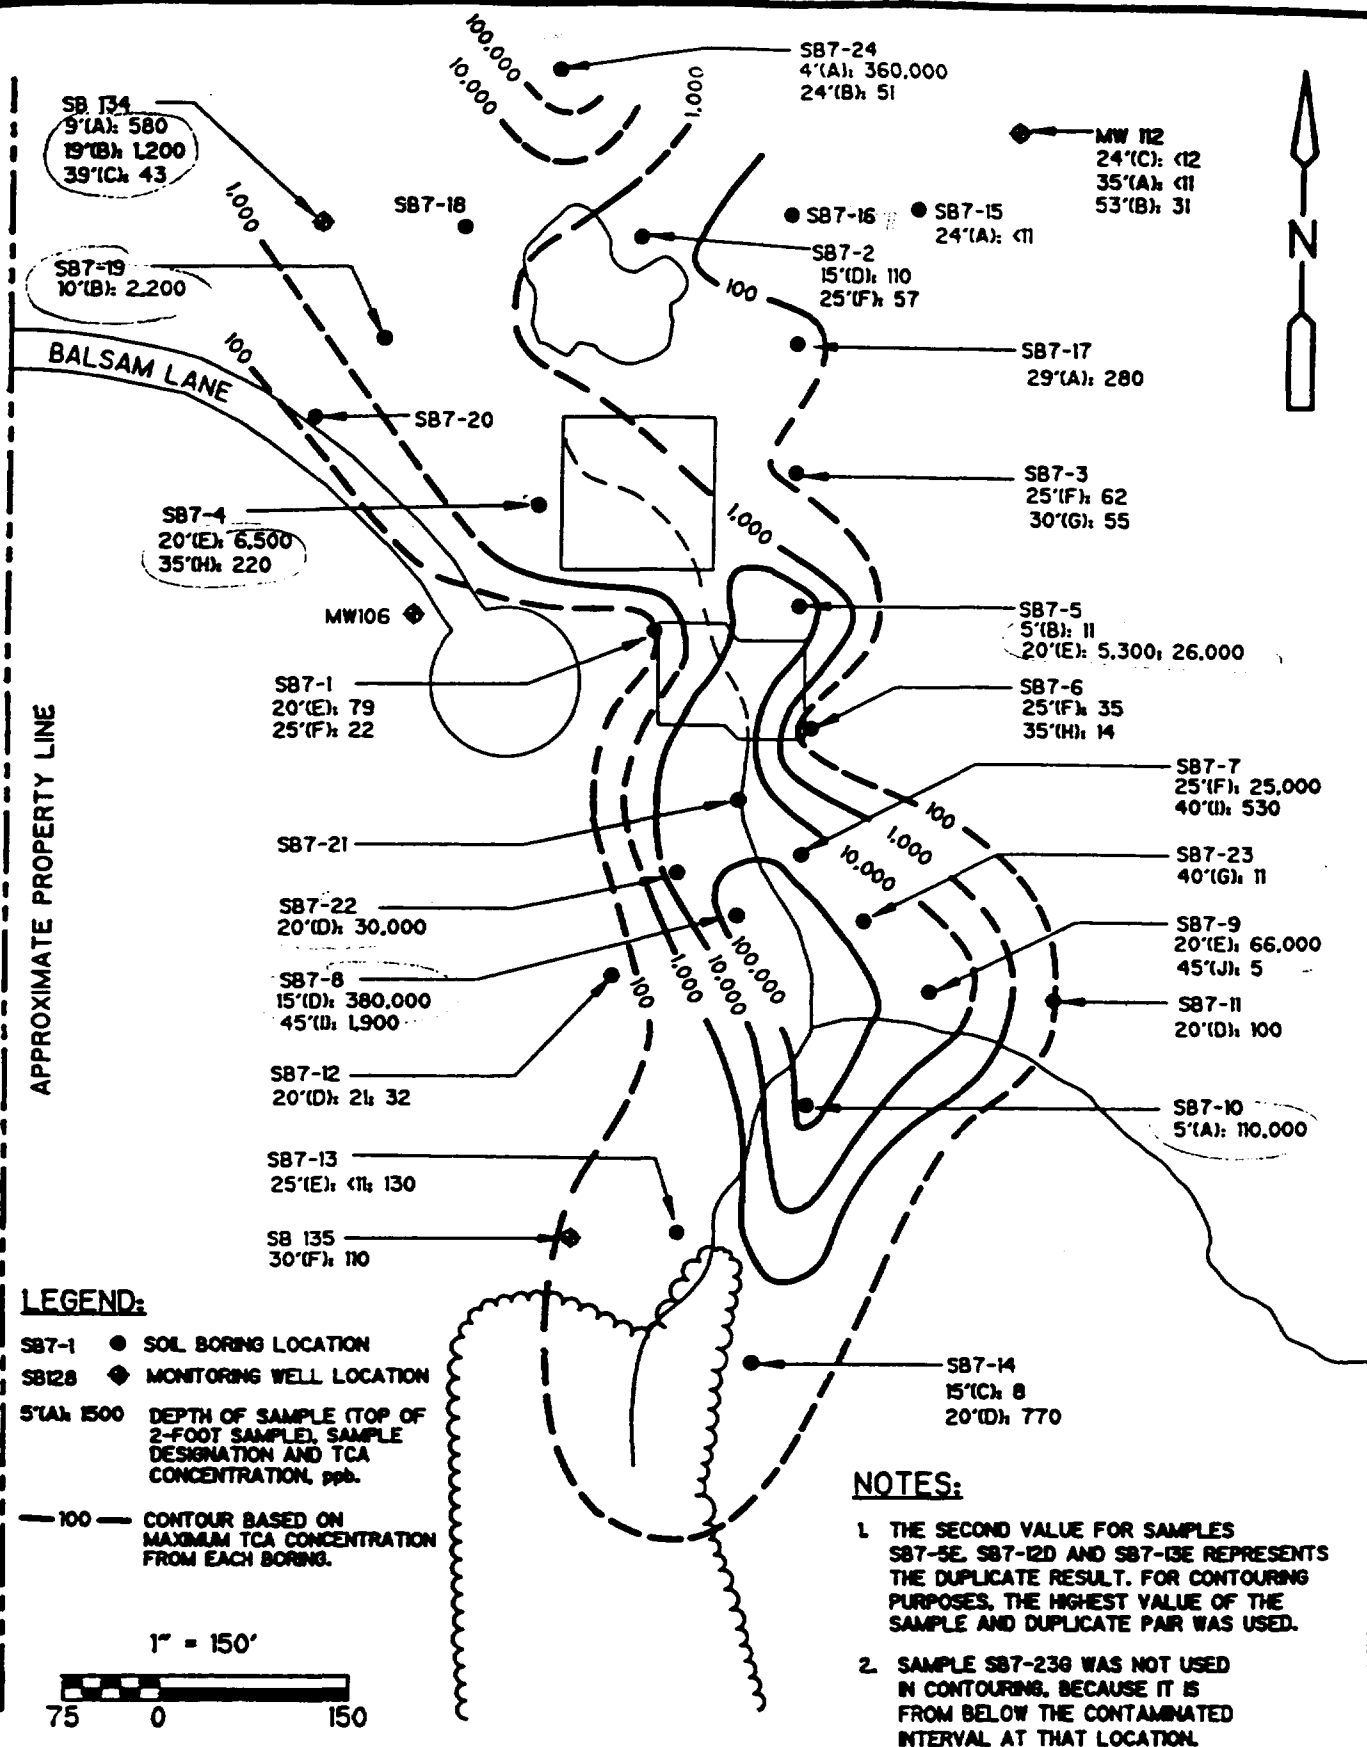 100,000
10,000
1,000
SB7-24
4'(A): 360,000
24'(B): 51
SB 134
9'(A): 580
19'(B): 1,200
39'(C): 43
MW 112
24'(C): <12
35'(A): <11
53'(B): 31
1,000
SB7-18
SB7-16
SB7-15
24'(A): <11
N
SB7-2
15'(D): 110
25'(F): 57
SB7-19
10'(B): 2,200
100
BALSAM LANE
100
SB7-17
29'(A): 280
SB7-20
SB7-3
25'(F): 62
30'(G): 55
SB7-4
20'(E): 6,500
35'(H): 220
1,000
MW106
SB7-5
5'(B): 11
20'(E): 5,300; 26,000
SB7-1
20'(E): 79
25'(F): 22
SB7-6
25'(F): 35
35'(H): 14
APPROXIMATE PROPERTY LINE
SB7-7
25'(F): 25,000
40'(I): 530
100
1,000
10,000
SB7-21
SB7-23
40'(G): 11
SB7-22
20'(D): 30,000
SB7-9
20'(E): 66,000
45'(J): 5
SB7-8
15'(D): 380,000
45'(I): 1,900
100
1,000
10,000
100,000
SB7-11
20'(D): 100
SB7-12
20'(D): 21; 32
SB7-10
5'(A): 110,000
SB7-13
25'(E): <11; 130
SB 135
30'(F): 110
LEGEND:
SB7-1 SOIL BORING LOCATION
SB128 MONITORING WELL LOCATION
5'(A): 1500 DEPTH OF SAMPLE (TOP OF
2-FOOT SAMPLE), SAMPLE
DESIGNATION AND TCA
CONCENTRATION, ppb.
100 CONTOUR BASED ON
MAXIMUM TCA CONCENTRATION
FROM EACH BORING.
SB7-14
15'(C): 8
20'(D): 770
1" = 150'
75 0 150
NOTES:
1. THE SECOND VALUE FOR SAMPLES
SB7-5E, SB7-12D AND SB7-13E REPRESENTS
THE DUPLICATE RESULT. FOR CONTOURING
PURPOSES, THE HIGHEST VALUE OF THE
SAMPLE AND DUPLICATE PAIR WAS USED.
2. SAMPLE SB7-23G WAS NOT USED
IN CONTOURING, BECAUSE IT IS
FROM BELOW THE CONTAMINATED
INTERVAL AT THAT LOCATION.